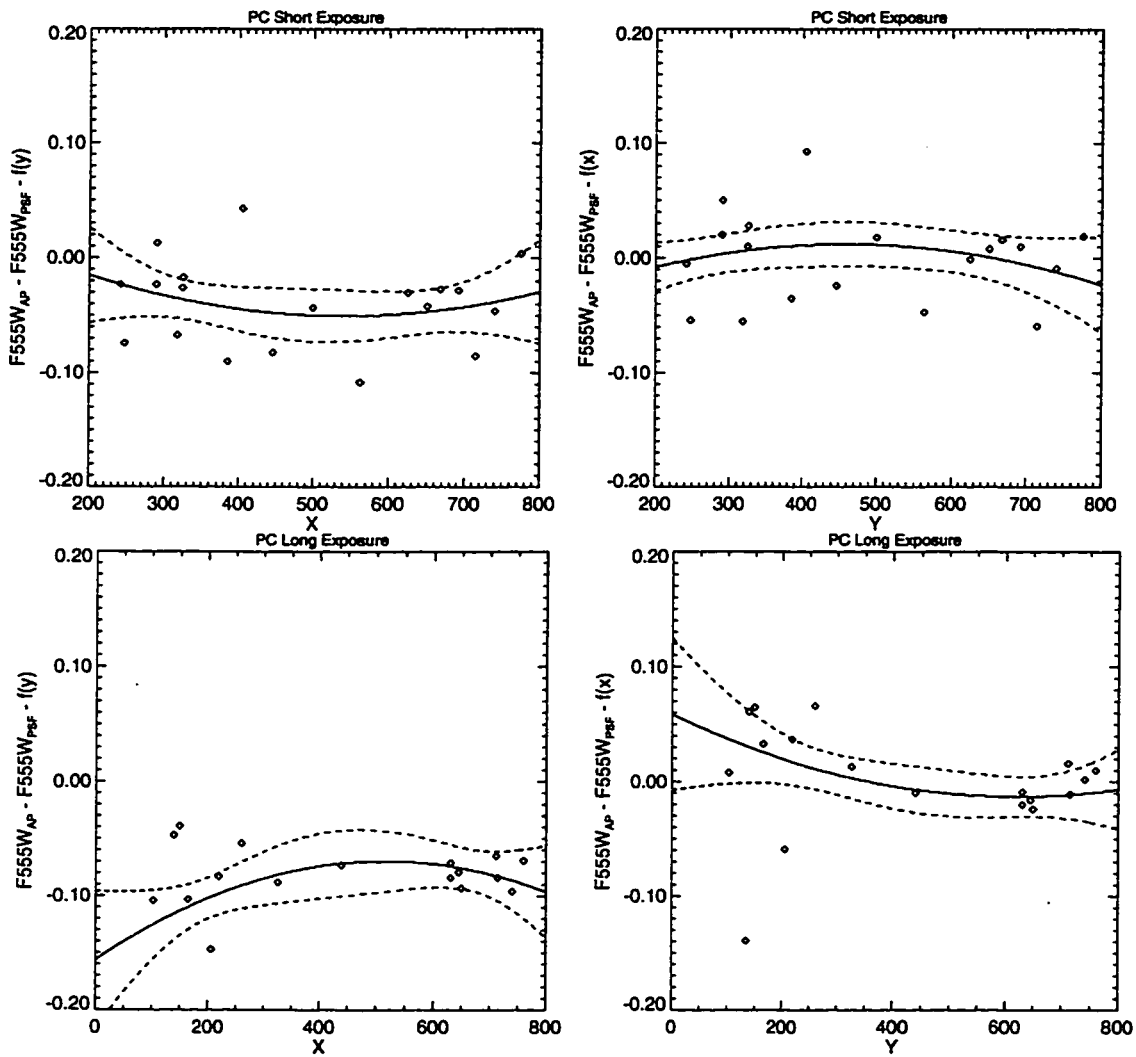 PC Short Exposure
0.20
0.10
0.00
-0.10
-0.20
F555W_AP - F555W_PSF - f(y)
200 300 400 500 600 700 800
X
PC Short Exposure
0.20
0.10
0.00
-0.10
-0.20
F555W_AP - F555W_PSF - f(x)
200 300 400 500 600 700 800
Y
PC Long Exposure
0.20
0.10
0.00
-0.10
-0.20
F555W_AP - F555W_PSF - f(y)
0 200 400 600 800
X
PC Long Exposure
0.20
0.10
0.00
-0.10
-0.20
F555W_AP - F555W_PSF - f(x)
0 200 400 600 800
Y